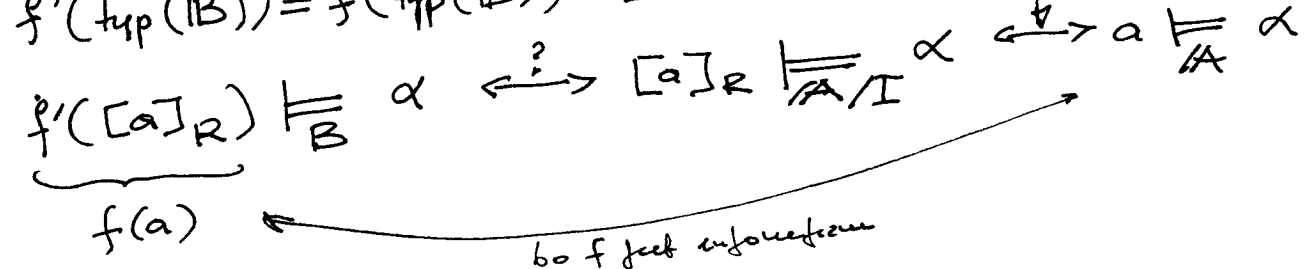 f'(typ(B)) = f(typ(
f'([a]_R) ⊨_B α ⟷^? [a]_R ⊨_{𝔸/I} α ⟷ a ⊨_𝔸 α
f(a)
bo f jest